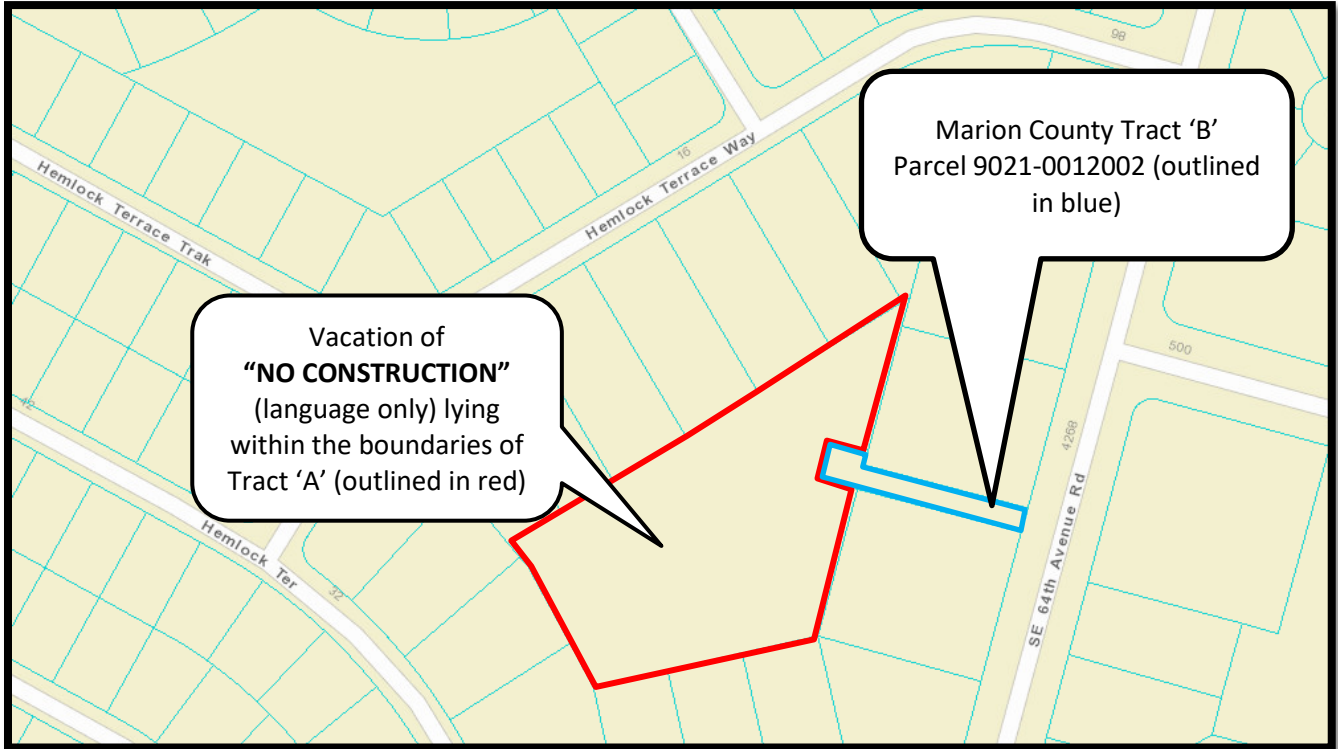 98
Marion County Tract ‘B’
Parcel 9021-0012002 (outlined
in blue)
16
Hemlock Terrace Way
Hemlock Terrace Trak
Vacation of
“NO CONSTRUCTION”
(language only) lying
within the boundaries of
Tract ‘A’ (outlined in red)
500
42
4268
Hemlock Ter
32
SE 64th Avenue Rd